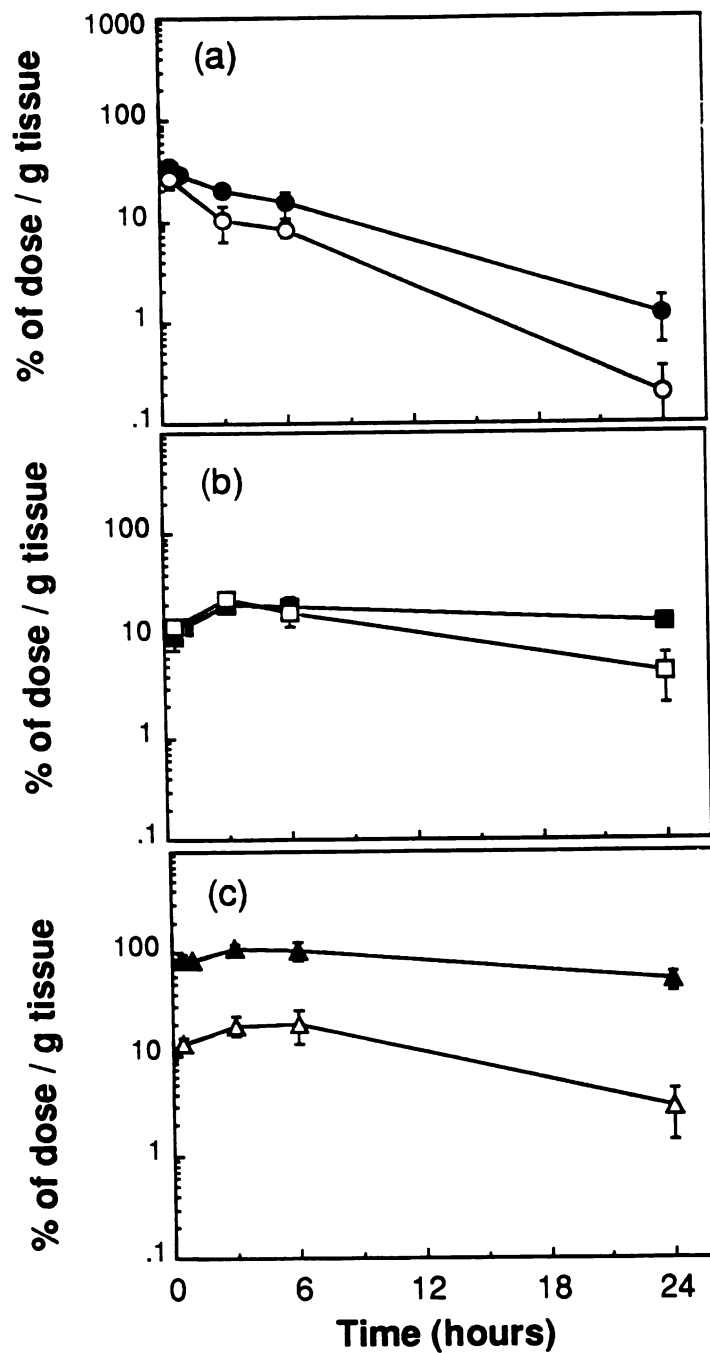 1000
(a)
100
10
1
.1
% of dose / g tissue
(b)
100
10
1
.1
% of dose / g tissue
(c)
100
10
1
.1
% of dose / g tissue
0 6 12 18 24
Time (hours)